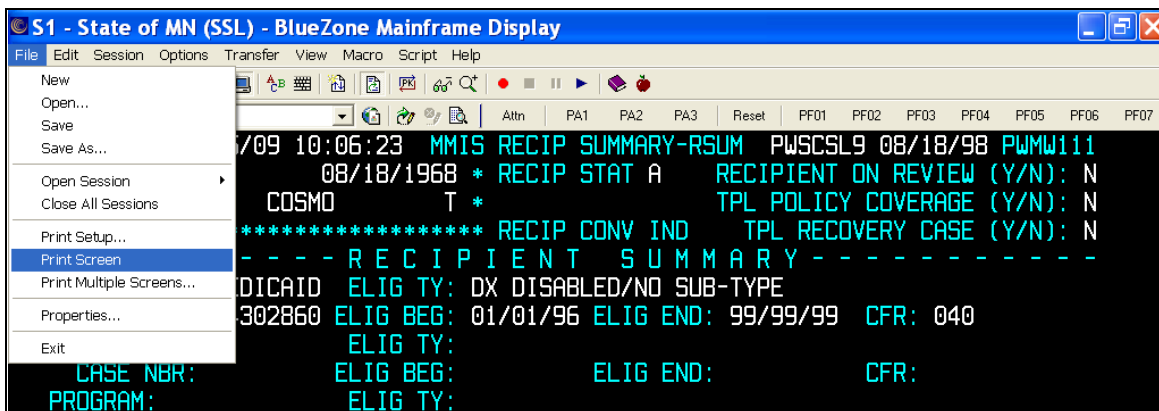 S1 - State of MN (SSL) - BlueZone Mainframe Display
File Edit Session Options Transfer View Macro Script Help
New
Open...
Save
Save As...
Open Session
Close All Sessions
Print Setup...
Print Screen
Print Multiple Screens...
Properties...
Exit
Attn PA1 PA2 PA3 Reset PF01 PF02 PF03 PF04 PF05 PF06 PF07
/09 10:06:23 MMIS RECIP SUMMARY-RSUM PWSCSL9 08/18/98 PWMW111
08/18/1968 * RECIP STAT A RECIPIENT ON REVIEW (Y/N): N
COSMO T * TPL POLICY COVERAGE (Y/N): N
****************** RECIP CONV IND TPL RECOVERY CASE (Y/N): N
- - - - R E C I P I E N T S U M M A R Y - - - - - - - - - - -
DICAID ELIG TY: DX DISABLED/NO SUB-TYPE
302860 ELIG BEG: 01/01/96 ELIG END: 99/99/99 CFR: 040
ELIG TY:
CASE NBR: ELIG BEG: ELIG END: CFR:
PROGRAM: ELIG TY: